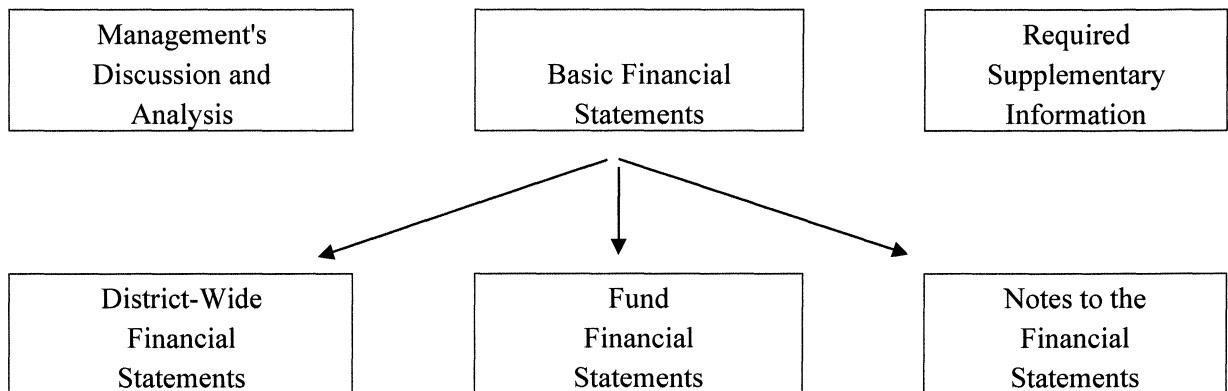 Management's
Discussion and
Analysis
Basic Financial
Statements
Required
Supplementary
Information
District-Wide
Financial
Statements
Fund
Financial
Statements
Notes to the
Financial
Statements